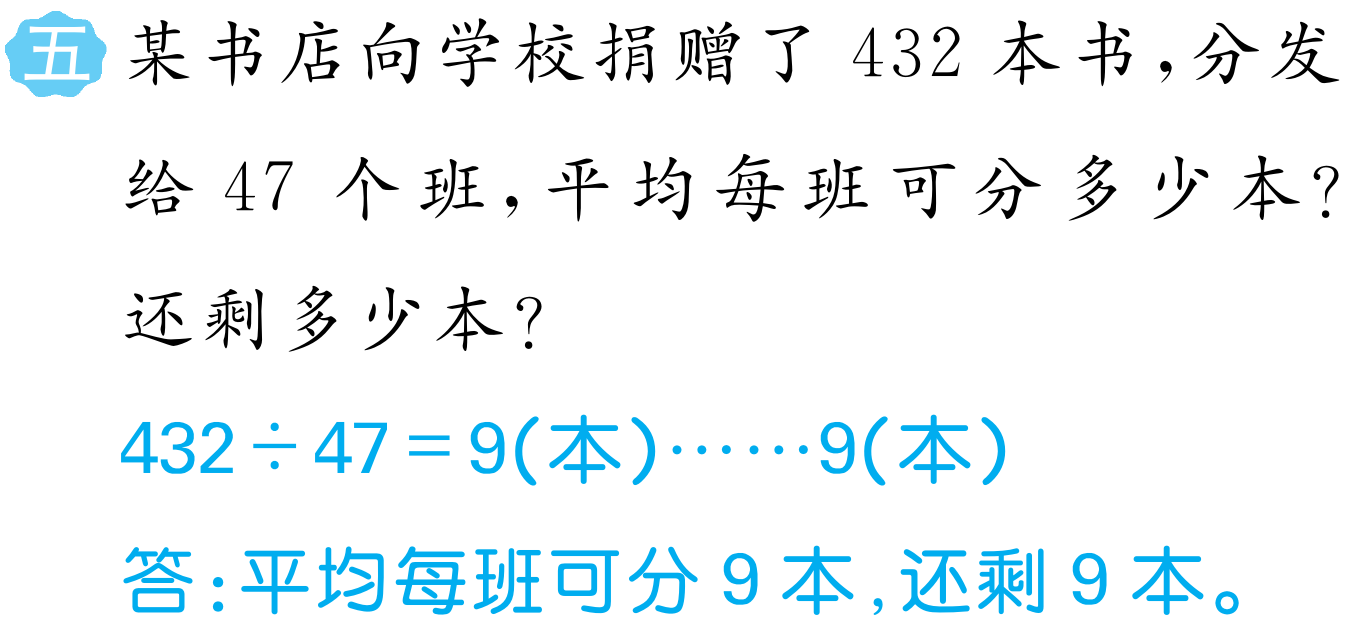 五 某书店向学校捐赠了 432 本书,分发
给 47 个班,平均每班可分多少本?
还剩多少本?
432÷47=9(本)……9(本)
答:平均每班可分 9 本,还剩 9 本。